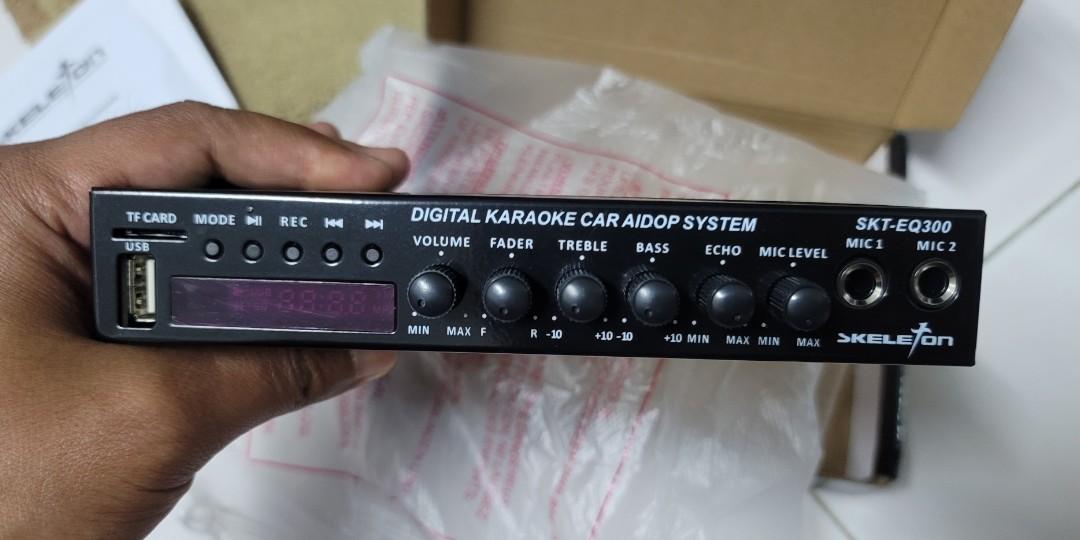 SKELETON
TF CARD
USB
MODE
REC
DIGITAL KARAOKE CAR AIDOP SYSTEM
SKT-EQ300
VOLUME FADER TREBLE BASS ECHO MIC LEVEL
MIC 1 MIC 2
MIN MAX F R -10 +10 -10 +10 MIN MAX MIN MAX
SKELETON